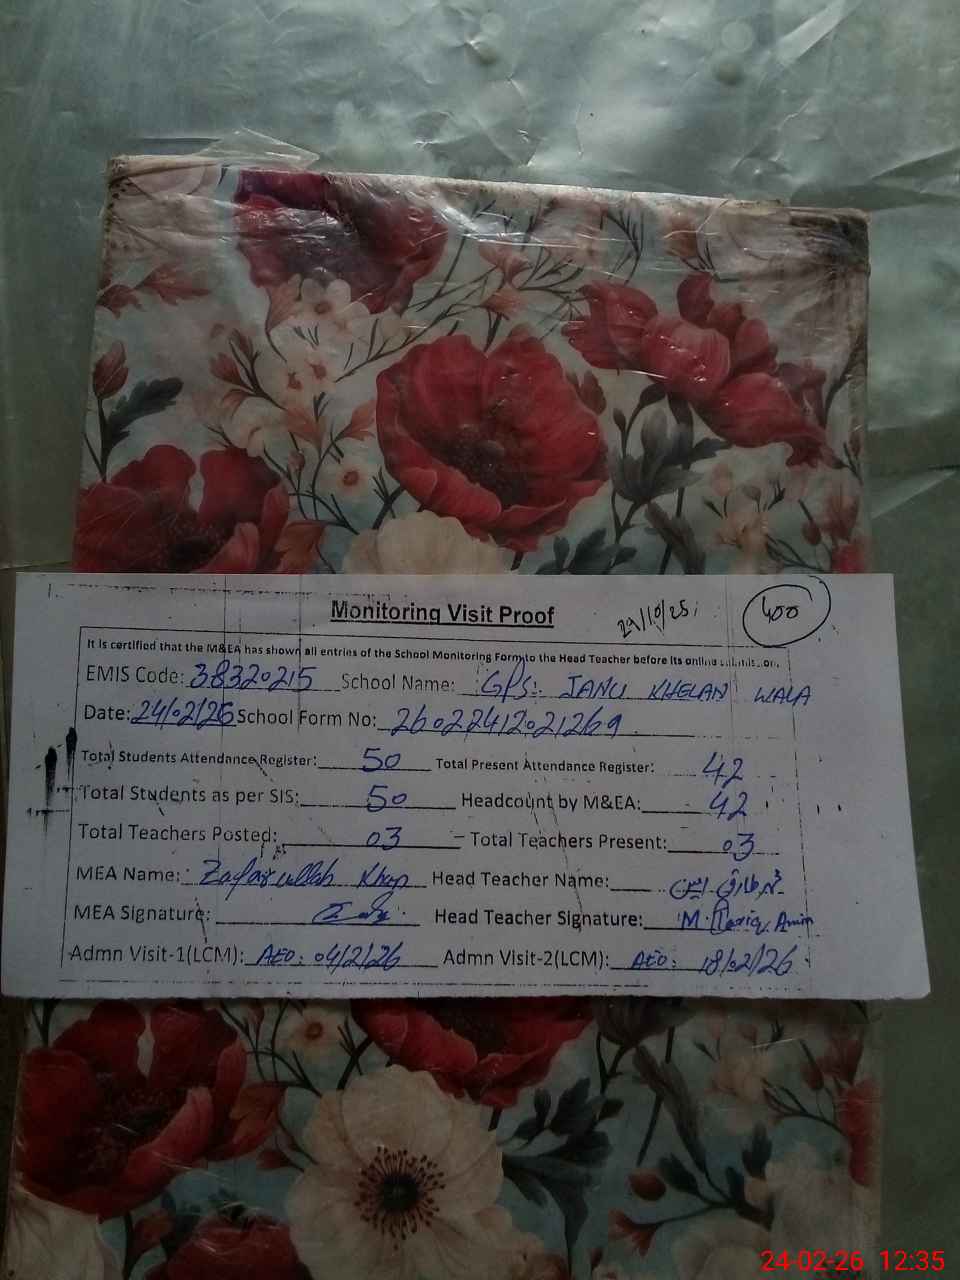 Monitoring Visit Proof
29/10/25
400
It is certified that the M&EA has shown all entries of the School Monitoring Form to the Head Teacher before its online submission.
EMIS Code: 38320215 School Name: GPS: JANU KHELAN WALA
Date: 24/02/26 School Form No: 26022412021269
Total Students Attendance Register: 50 Total Present Attendance Register: 42
Total Students as per SIS: 50 Headcount by M&EA: 42
Total Teachers Posted: 03 Total Teachers Present: 03
MEA Name: Zafar ullah Khan Head Teacher Name: محمد طارق امین
MEA Signature: Head Teacher Signature: M. Tariq Amin
Admn Visit-1(LCM): AEO: 04/2/26 Admn Visit-2(LCM): AEO: 18/02/26
24-02-26 12:35